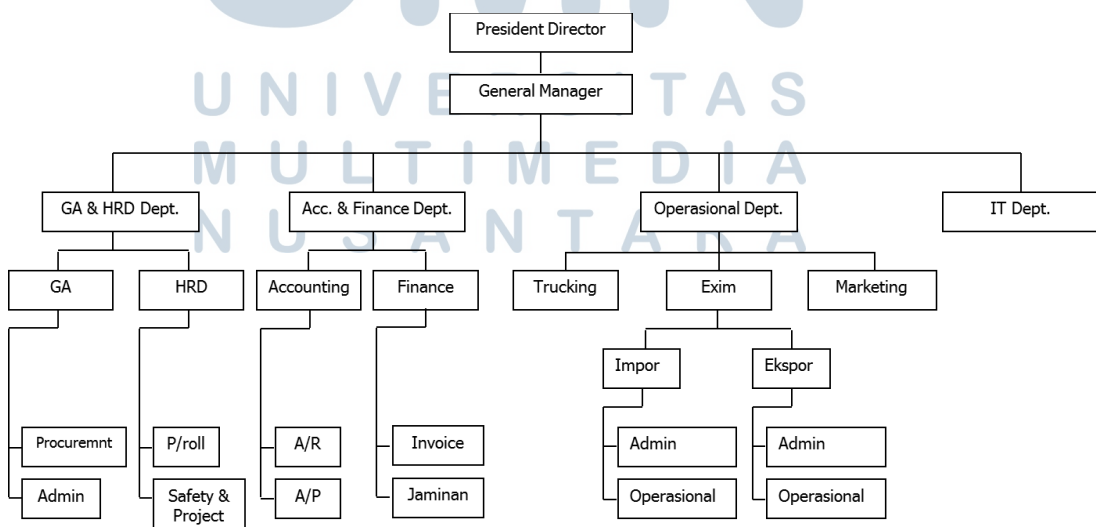 President Director
General Manager
UNIVERSITAS
MULTIMEDIA
NUSANTARA
GA & HRD Dept.
Acc. & Finance Dept.
Operasional Dept.
IT Dept.
GA
HRD
Accounting
Finance
Trucking
Exim
Marketing
Impor
Ekspor
Procuremnt
P/roll
A/R
Invoice
Admin
Admin
Admin
Safety &
Project
A/P
Jaminan
Operasional
Operasional